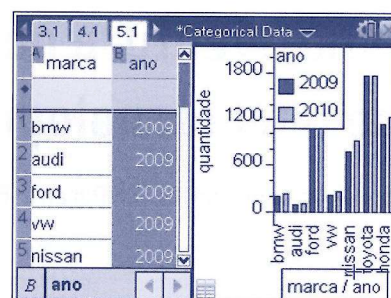 3.1 4.1 5.1 *Categorical Data
A marca B ano
1 bmw 2009
2 audi 2009
3 ford 2009
4 vw 2009
5 nissan 2009
B ano
ano
2009
2010
quantidade
1800
1200
600
0
bmw
audi
ford
vw
nissan
toyota
honda
marca / ano